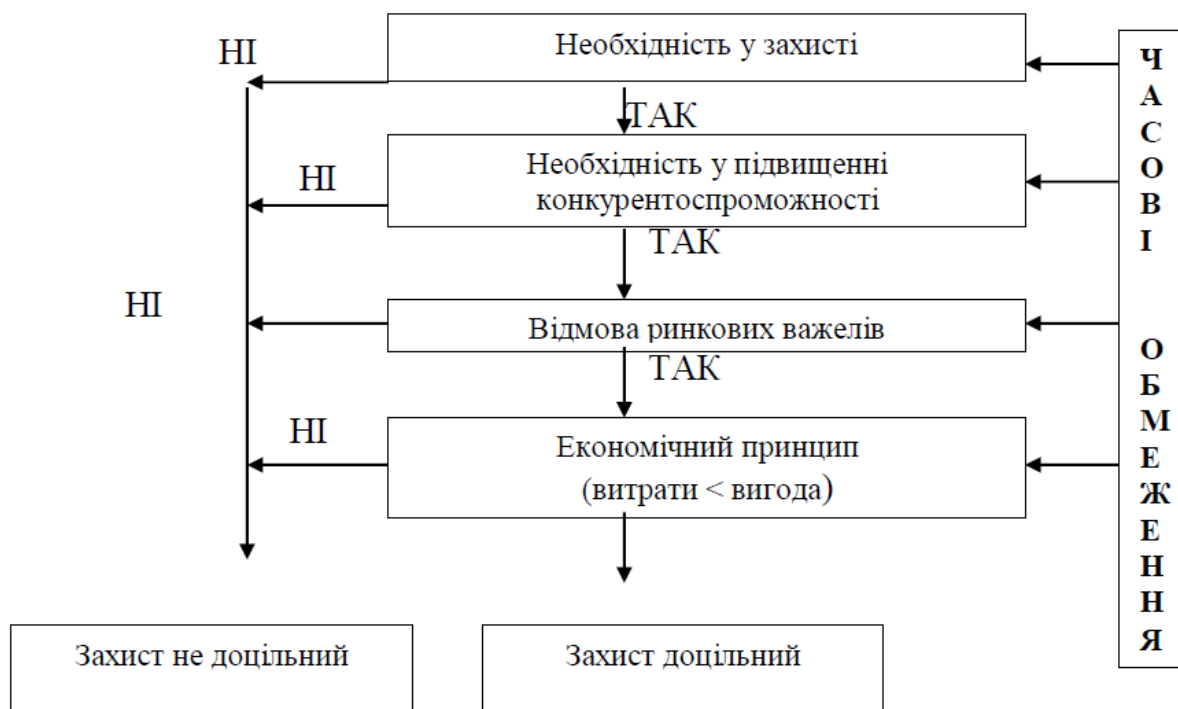 Необхідність у захисті
НІ
ТАК
Необхідність у підвищенні
конкурентоспроможності
НІ
ТАК
НІ
Відмова ринкових важелів
ТАК
НІ
Економічний принцип
(витрати < вигода)
Захист не доцільний
Захист доцільний
Ч
А
С
О
В
І
О
Б
М
Е
Ж
Е
Н
Н
Я